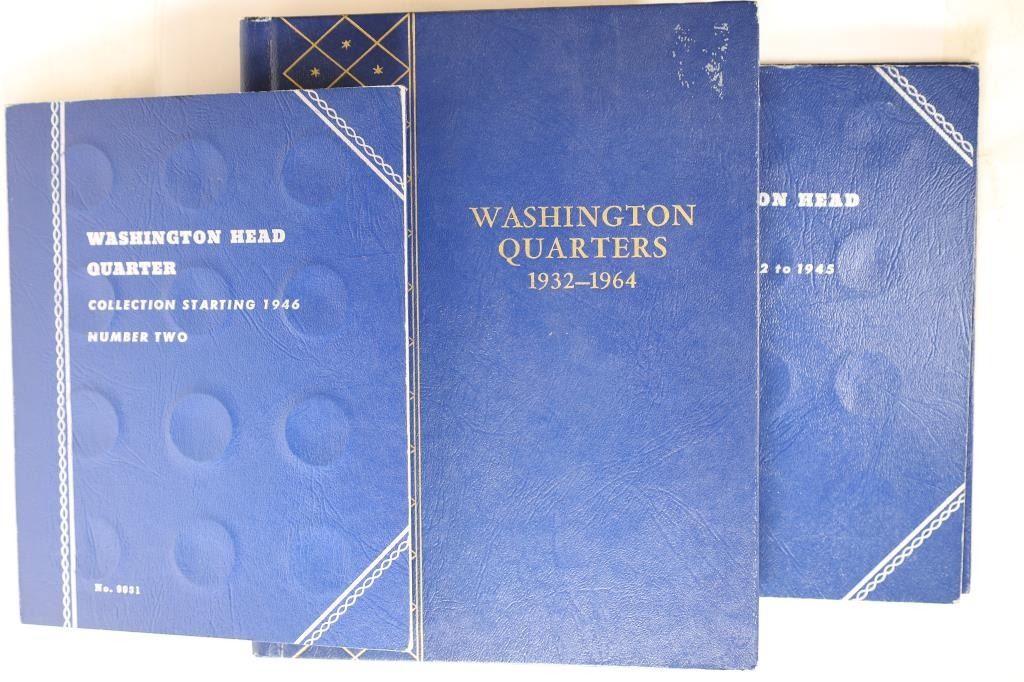 WASHINGTON HEAD
QUARTER
COLLECTION STARTING 1946
NUMBER TWO
No. 9031
WASHINGTON
QUARTERS
1932–1964
ON HEAD
2 to 1945